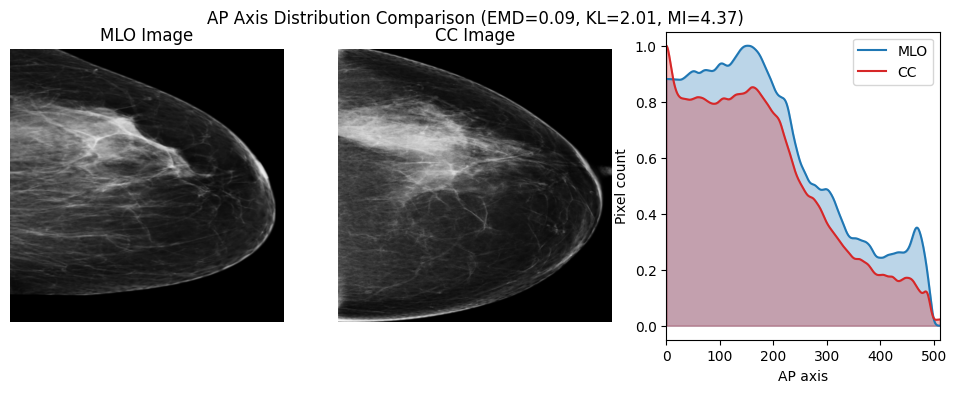 AP Axis Distribution Comparison (EMD=0.09, KL=2.01, MI=4.37)
MLO Image
CC Image
MLO
CC
Pixel count
1.0
0.8
0.6
0.4
0.2
0.0
0 100 200 300 400 500
AP axis